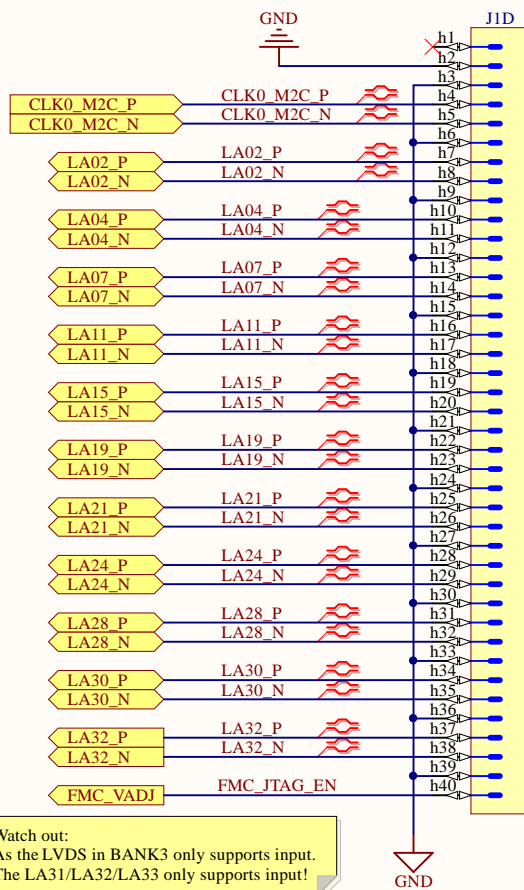 GND
J1D
h1
h2
h3
CLK0_M2C_P CLK0_M2C_P h4
CLK0_M2C_N CLK0_M2C_N h5
h6
LA02_P LA02_P h7
LA02_N LA02_N h8
h9
LA04_P LA04_P h10
LA04_N LA04_N h11
h12
LA07_P LA07_P h13
LA07_N LA07_N h14
h15
LA11_P LA11_P h16
LA11_N LA11_N h17
h18
LA15_P LA15_P h19
LA15_N LA15_N h20
h21
LA19_P LA19_P h22
LA19_N LA19_N h23
h24
LA21_P LA21_P h25
LA21_N LA21_N h26
h27
LA24_P LA24_P h28
LA24_N LA24_N h29
h30
LA28_P LA28_P h31
LA28_N LA28_N h32
h33
LA30_P LA30_P h34
LA30_N LA30_N h35
h36
LA32_P LA32_P h37
LA32_N LA32_N h38
h39
FMC_VADJ FMC_JTAG_EN h40
Watch out:
As the LVDS in BANK3 only supports input.
The LA31/LA32/LA33 only supports input!
GND